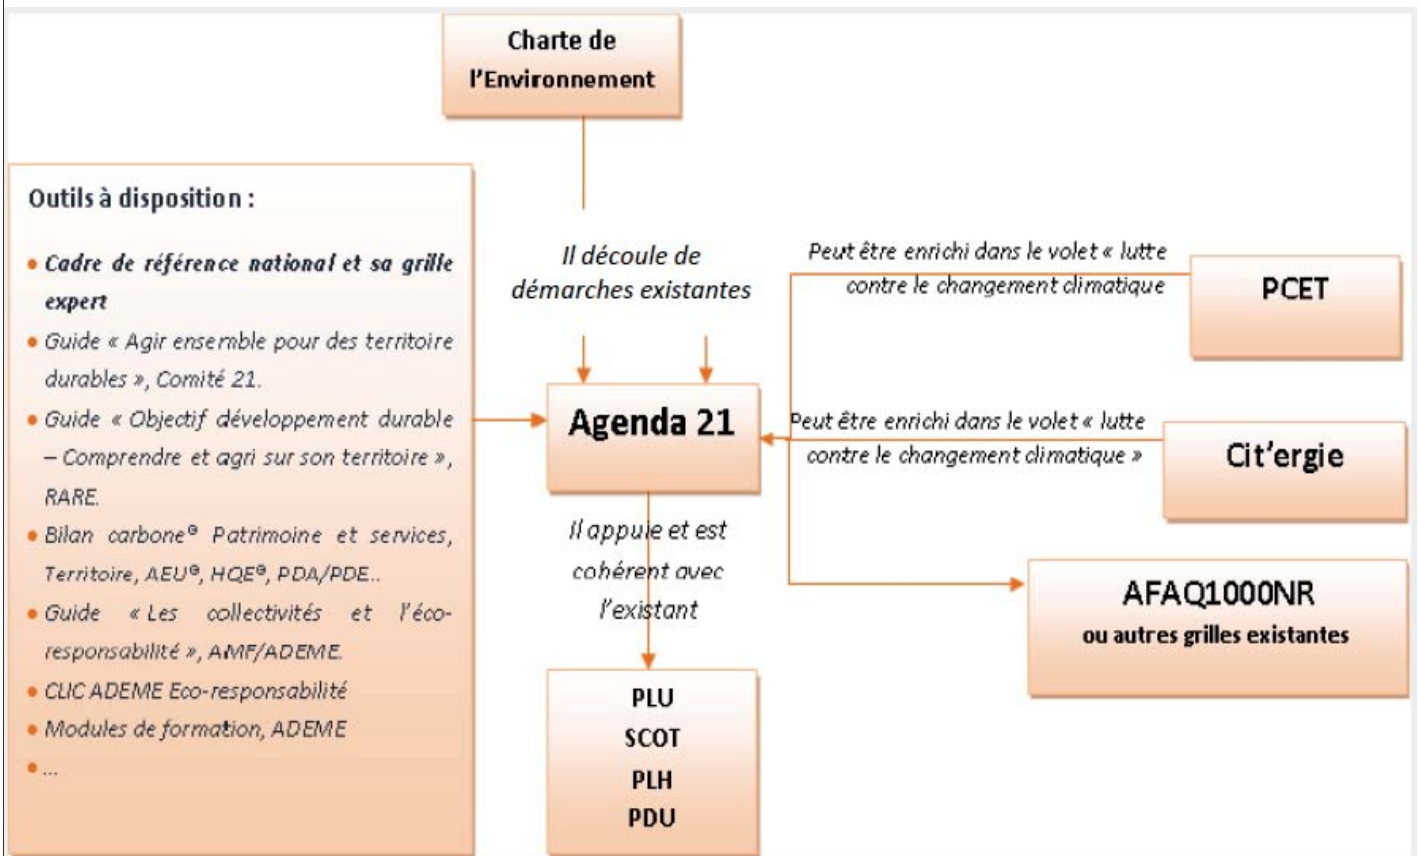 Charte de
l'Environnement
Outils à disposition :
• Cadre de référence national et sa grille
expert
• Guide « Agir ensemble pour des territoire
durables », Comité 21.
• Guide « Objectif développement durable
– Comprendre et agri sur son territoire »,
RARE.
• Bilan carbone® Patrimoine et services,
Territoire, AEU®, HQE®, PDA/PDE..
• Guide « Les collectivités et l'éco-
responsabilité », AMF/ADEME.
• CLIC ADEME Eco-responsabilité
• Modules de formation, ADEME
• ...
Il découle de
démarches existantes
Agenda 21
Il appuie et est
cohérent avec
l'existant
PLU
SCOT
PLH
PDU
Peut être enrichi dans le volet « lutte
contre le changement climatique
PCET
Peut être enrichi dans le volet « lutte
contre le changement climatique »
Cit'ergie
AFAQ1000NR
ou autres grilles existantes